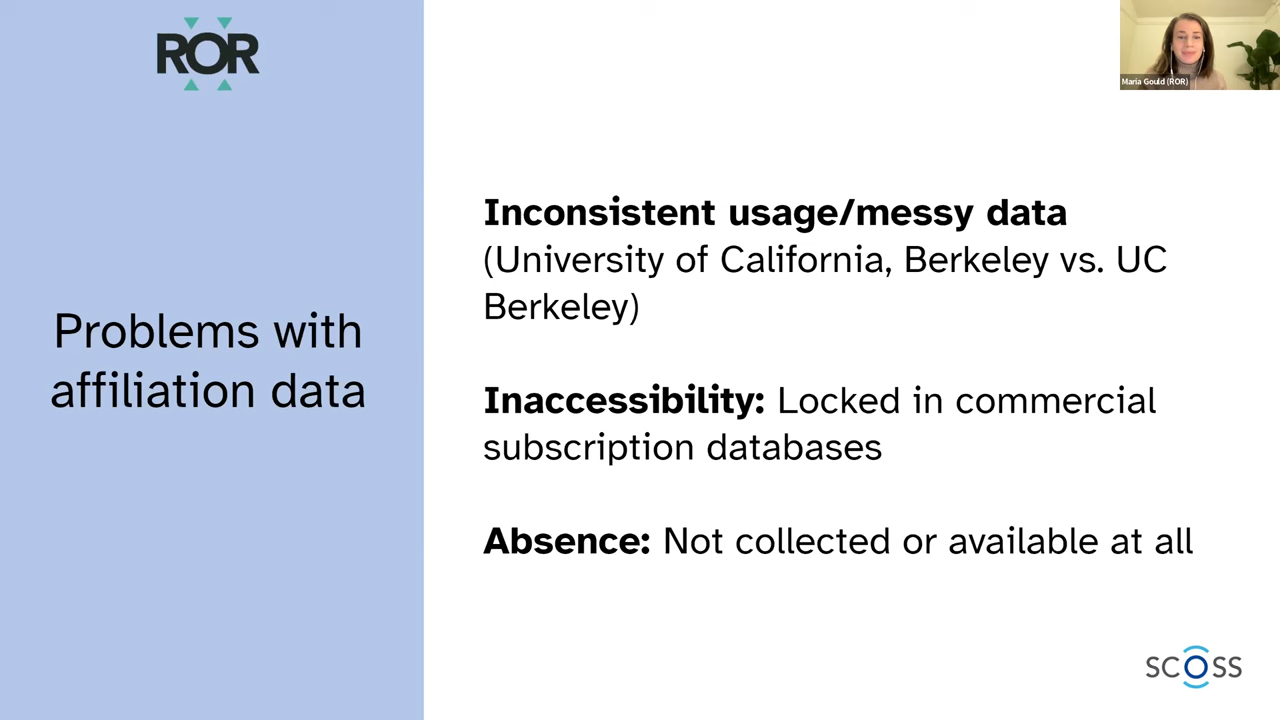 ROR
Maria Gould (ROR)
Problems with
affiliation data
Inconsistent usage/messy data
(University of California, Berkeley vs. UC
Berkeley)
Inaccessibility: Locked in commercial
subscription databases
Absence: Not collected or available at all
SCOSS